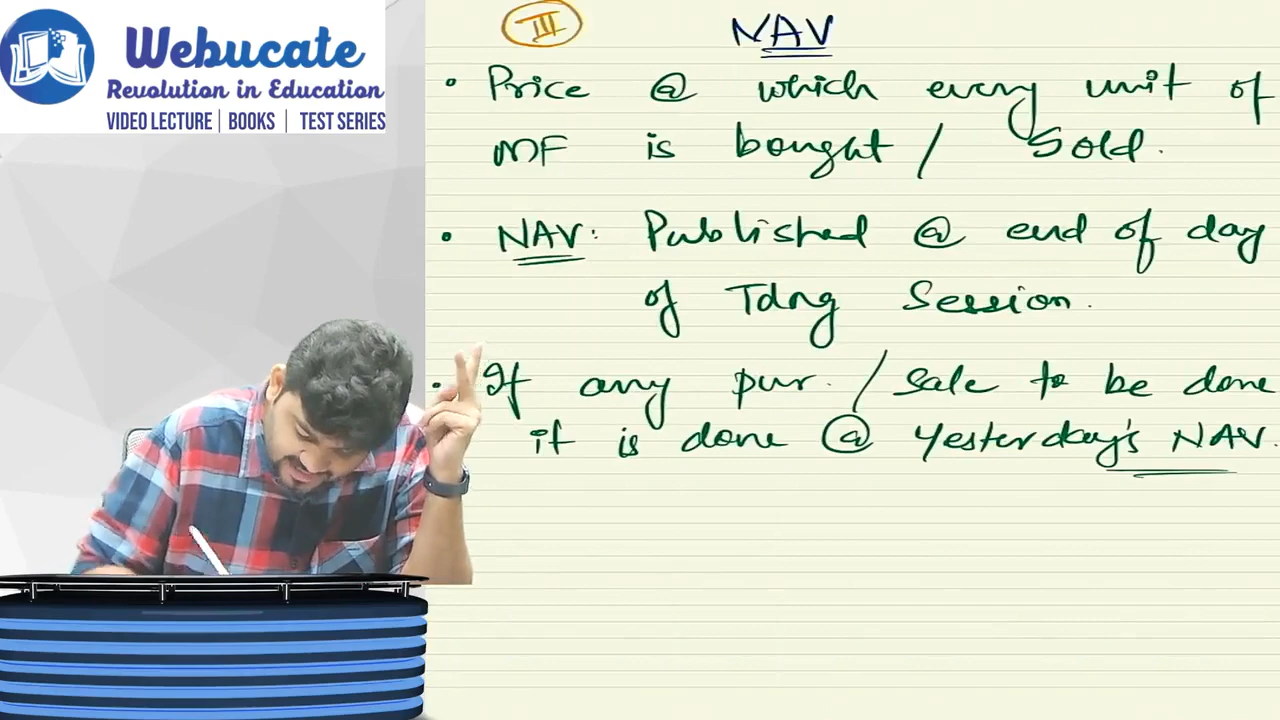 Webucate
Revolution in Education
VIDEO LECTURE | BOOKS | TEST SERIES
III
NAV
• Price @ which every unit of
MF is bought / Sold.
• NAV: Published @ end of day
of Tdng Session.
• If any pur. / sale to be done
it is done @ yesterday's NAV.